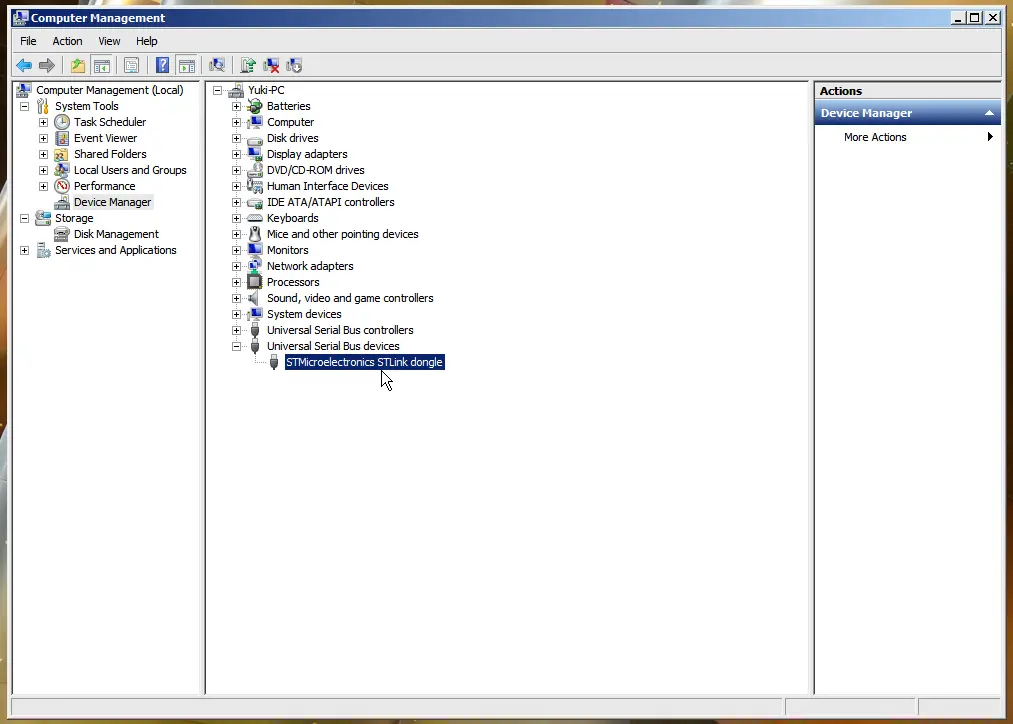 Computer Management
File Action View Help
Computer Management (Local)
System Tools
Task Scheduler
Event Viewer
Shared Folders
Local Users and Groups
Performance
Device Manager
Storage
Disk Management
Services and Applications
Yuki-PC
Batteries
Computer
Disk drives
Display adapters
DVD/CD-ROM drives
Human Interface Devices
IDE ATA/ATAPI controllers
Keyboards
Mice and other pointing devices
Monitors
Network adapters
Processors
Sound, video and game controllers
System devices
Universal Serial Bus controllers
Universal Serial Bus devices
STMicroelectronics STLink dongle
Actions
Device Manager
More Actions